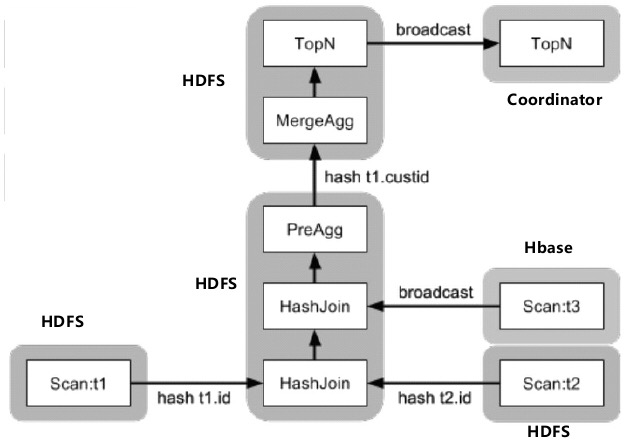 TopN
broadcast
TopN
HDFS
Coordinator
MergeAgg
hash t1.custid
PreAgg
Hbase
HDFS
HashJoin
broadcast
Scan:t3
HDFS
Scan:t1
hash t1.id
HashJoin
hash t2.id
Scan:t2
HDFS